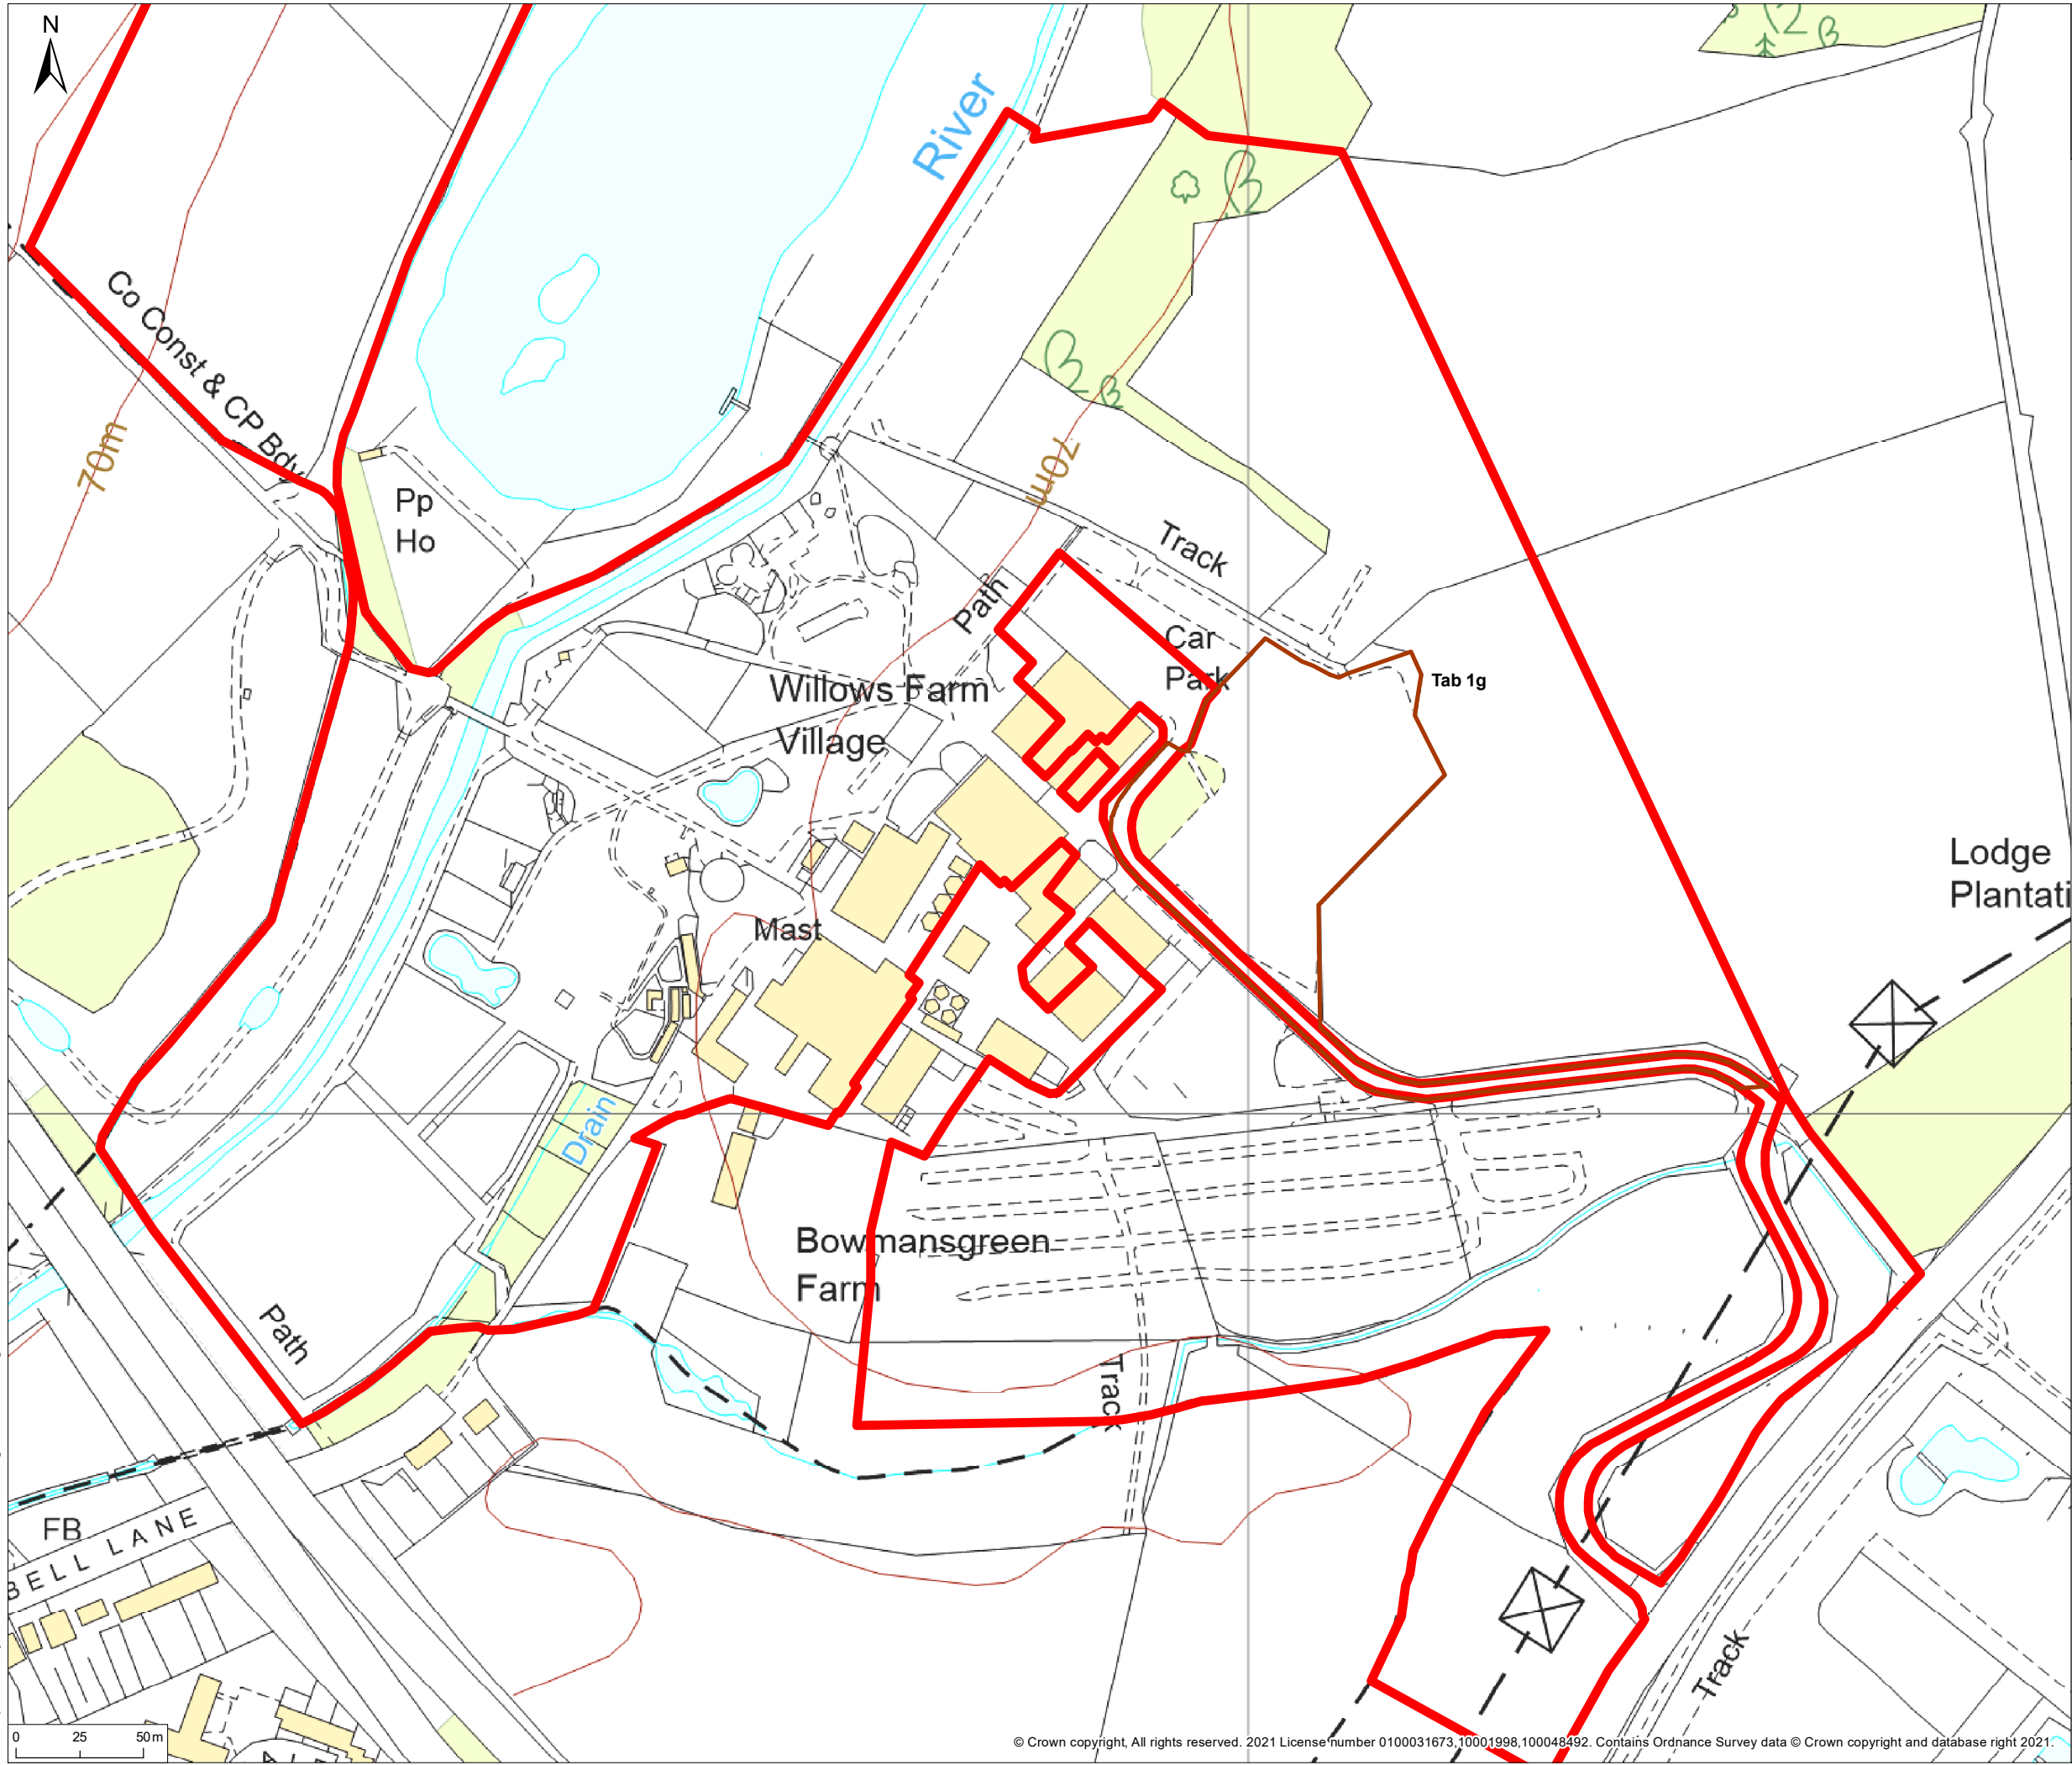 N
River
Co Const & CP Bdy
70m
70m
Pp
Ho
Track
Path
Car
Park
Tab 1g
Willows Farm
Village
Lodge
Plantati
Mast
Drain
Bowmansgreen
Farm
Path
Track
FB
BELL LANE
Track
0 25 50m
© Crown copyright, All rights reserved. 2021 License number 0100031673,10001998,100048492. Contains Ordnance Survey data © Crown copyright and database right 2021.